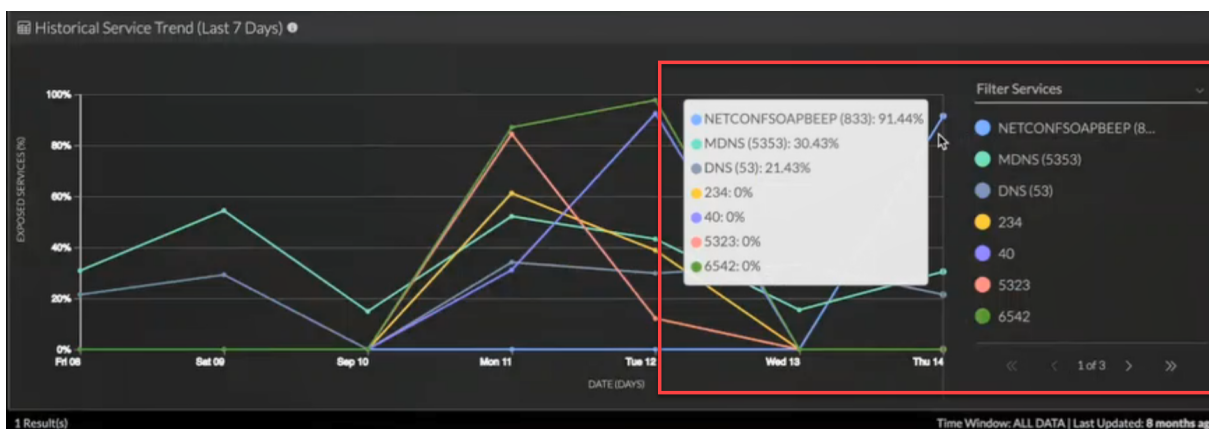 Historical Service Trend (Last 7 Days)
100%
80%
60%
40%
20%
0%
EXPOSED SERVICES (%)
Fri 08
Sat 09
Sep 10
Mon 11
Tue 12
Wed 13
Thu 14
DATE (DAYS)
NETCONFSOAPBEEP (833): 91.44%
MDNS (5353): 30.43%
DNS (53): 21.43%
234: 0%
40: 0%
5323: 0%
6542: 0%
Filter Services
NETCONFSOAPBEEP (8...
MDNS (5353)
DNS (53)
234
40
5323
6542
1 of 3
1 Result(s)
Time Window: ALL DATA | Last Updated: 8 months ag